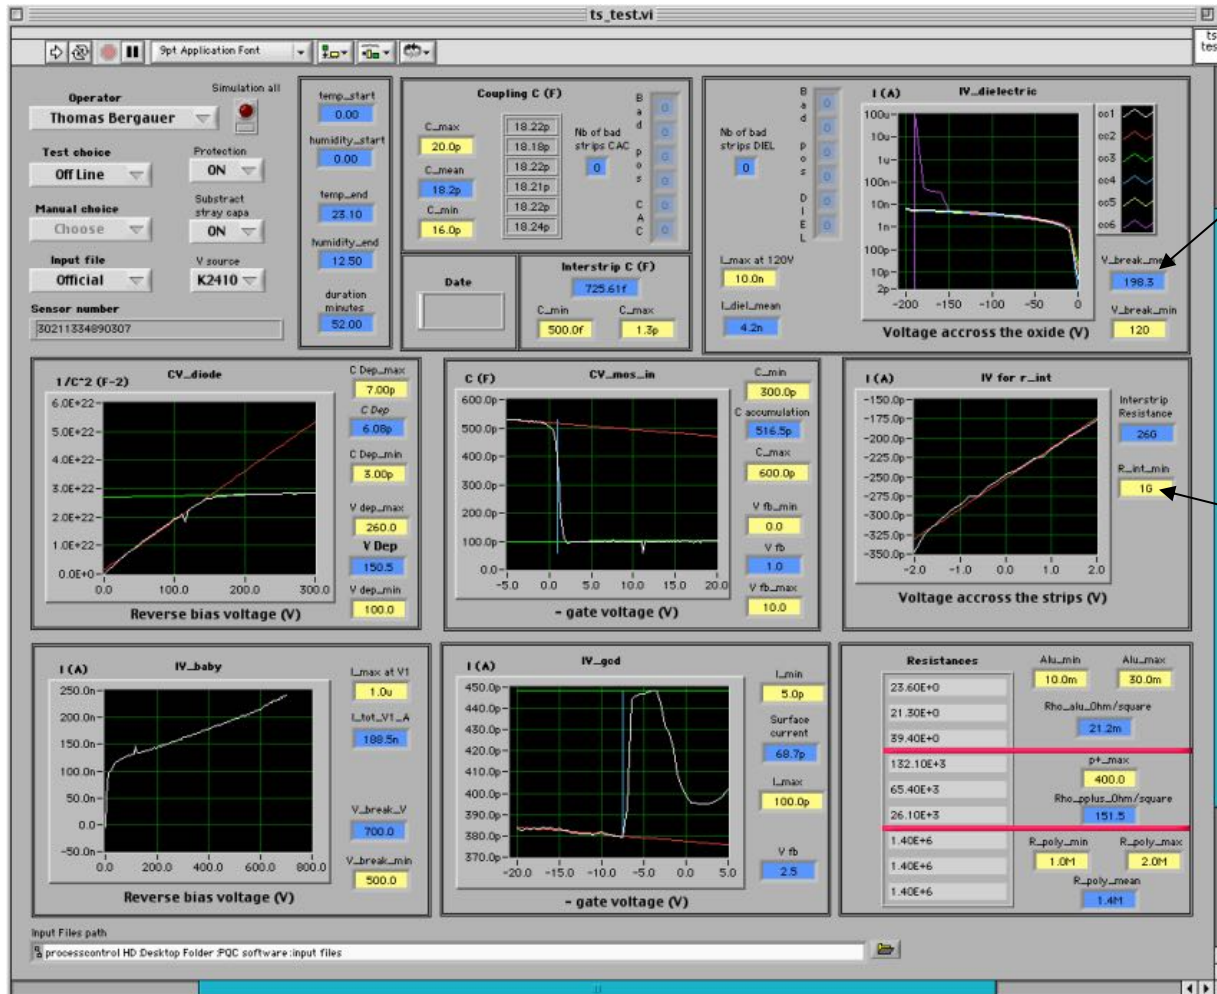 ts_test.vi
ts
tes
9pt Application Font
Operator
Thomas Bergauer
Simulation all
Test choice
Off Line
Protection
ON
Manual choice
Choose
Substract
stray capa
ON
Input file
Official
V source
K2410
Sensor number
30211334890307
temp_start
0.00
humidity_start
0.00
temp_end
23.10
humidity_end
12.50
duration
minutes
52.00
Coupling C (F)
C_max
20.0p
C_mean
18.2p
C_min
16.0p
18.22p
18.18p
18.22p
18.21p
18.22p
18.24p
Nb of bad
strips CAC
0
Bad pos CAC
0
0
0
0
0
0
Date
Interstrip C (F)
725.61f
C_min
500.0f
C_max
1.3p
Nb of bad
strips DIEL
0
Bad pos DIEL
0
0
0
0
0
0
I_max at 120V
10.0n
I_diel_mean
4.2n
I (A)
IV_dielectric
100u
10u
1u
100n
10n
1n
100p
10p
2p
-200
-150
-100
-50
0
Voltage accross the oxide (V)
oo1
oo2
oo3
oo4
oo5
oo6
V_break_me
198.3
V_break_min
120
1/C^2 (F-2)
CV_diode
6.0E+22
5.0E+22
4.0E+22
3.0E+22
2.0E+22
1.0E+22
0.0E+0
0.0
100.0
200.0
300.0
Reverse bias voltage (V)
C Dep_max
7.00p
C Dep
6.08p
C Dep_min
3.00p
V dep_max
260.0
V Dep
150.5
V dep_min
100.0
C (F)
CV_mos_in
600.0p
500.0p
400.0p
300.0p
200.0p
100.0p
0.0
-5.0
0.0
5.0
10.0
15.0
20.0
- gate voltage (V)
C_min
300.0p
C accumulation
516.5p
C_max
600.0p
V fb_min
0.0
V fb
1.0
V fb_max
10.0
I (A)
IV for r_int
-150.0p
-175.0p
-200.0p
-225.0p
-250.0p
-275.0p
-300.0p
-325.0p
-350.0p
-2.0
-1.0
0.0
1.0
2.0
Voltage accross the strips (V)
Interstrip
Resistance
26G
R_int_min
1G
I (A)
IV_baby
250.0n
200.0n
150.0n
100.0n
50.0n
0.0
-50.0n
0.0
200.0
400.0
600.0
800.0
Reverse bias voltage (V)
I_max at V1
1.0u
I_tot_V1_A
188.5n
V_break_V
700.0
V_break_min
500.0
I (A)
IV_gcd
450.0p
440.0p
430.0p
420.0p
410.0p
400.0p
390.0p
380.0p
370.0p
-20.0
-15.0
-10.0
-5.0
0.0
5.0
- gate voltage (V)
I_min
5.0p
Surface
current
68.7p
I_max
100.0p
V fb
2.5
Resistances
23.60E+0
21.30E+0
39.40E+0
132.10E+3
65.40E+3
26.10E+3
1.40E+6
1.40E+6
1.40E+6
Alu_min
10.0m
Alu_max
30.0m
Rho_alu_Ohm/square
21.2m
p+_max
400.0
Rho_pplus_Ohm/square
151.5
R_poly_min
1.0M
R_poly_max
2.0M
R_poly_mean
1.4M
Input Files path
processcontrol HD:Desktop Folder:PQC software:input files